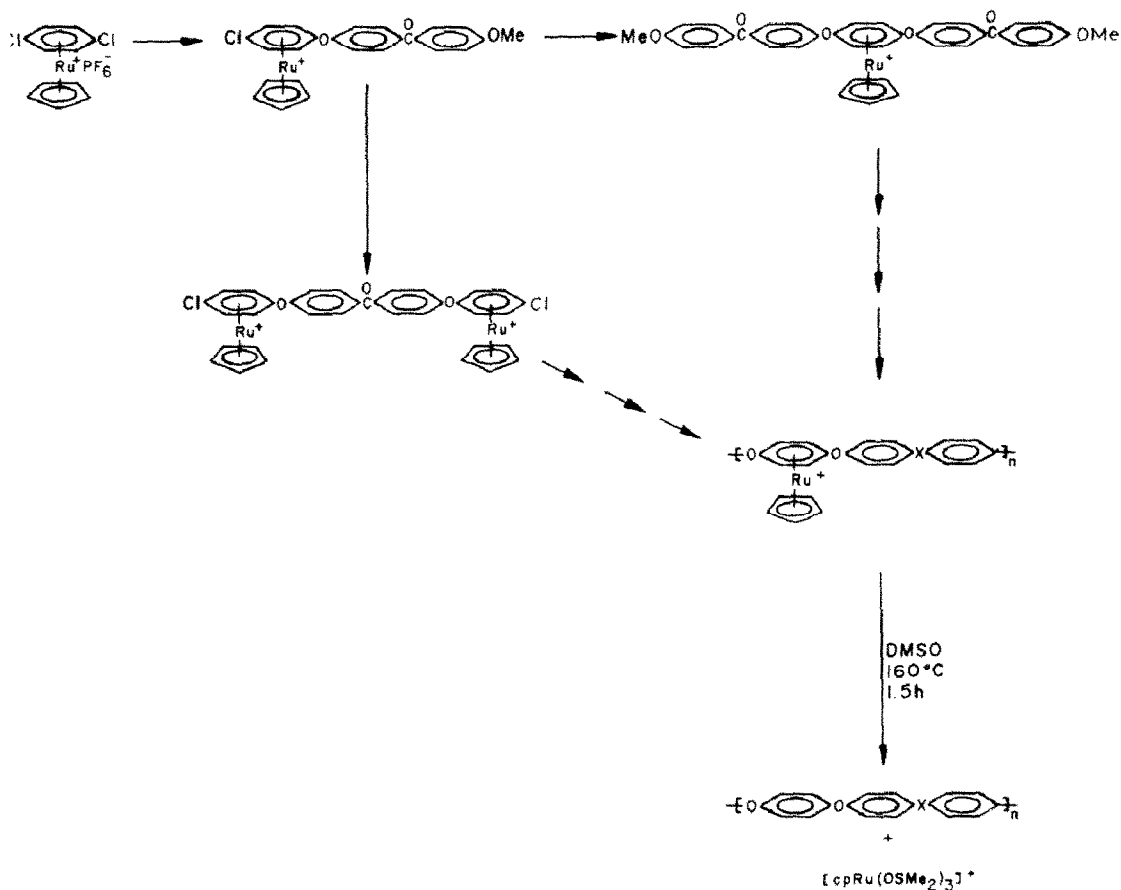 Cl Cl O C O OMe MeO C O O O C O OMe
Ru⁺PF₆⁻ Ru⁺ Ru⁺
Cl O C O O Cl
Ru⁺ Ru⁺
-[O O X ]n
Ru⁺
DMSO
160°C
1.5h
-[O O X ]n
+
[cpRu(OSMe₂)₃]⁺